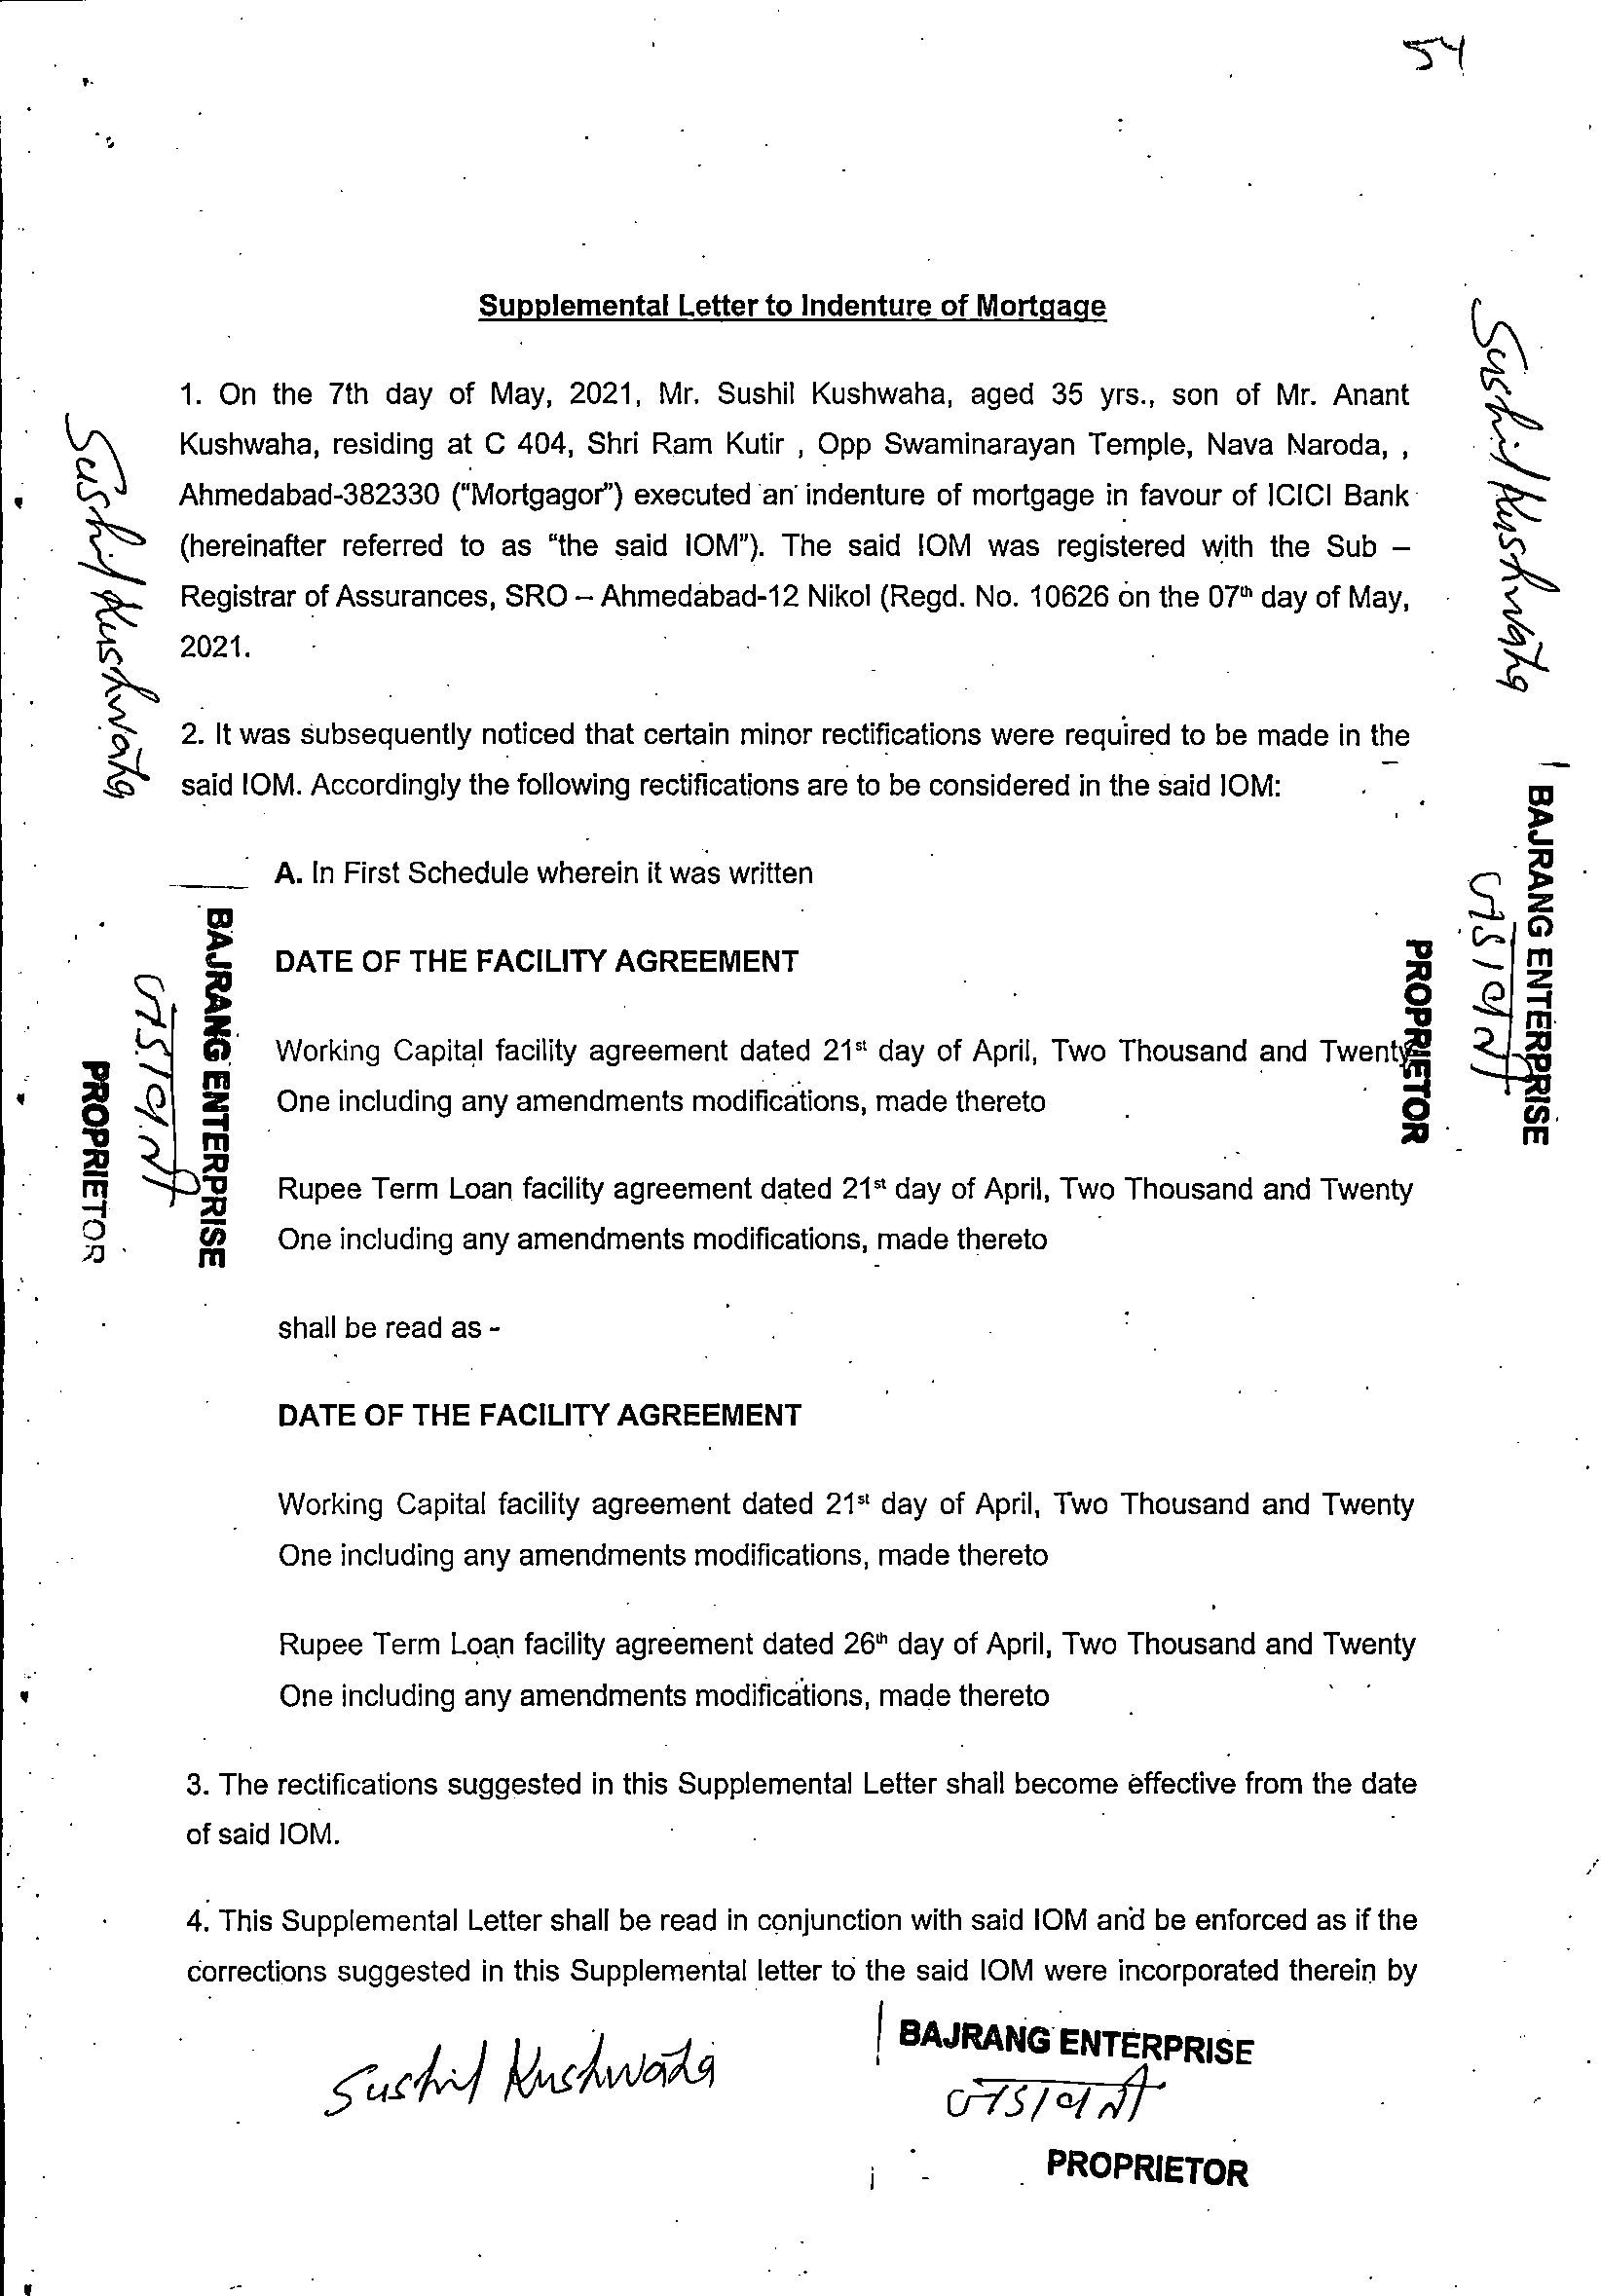 54
Supplemental Letter to Indenture of Mortgage
1. On the 7th day of May, 2021, Mr. Sushil Kushwaha, aged 35 yrs., son of Mr. Anant
Kushwaha, residing at C 404, Shri Ram Kutir , Opp Swaminarayan Temple, Nava Naroda, ,
Ahmedabad-382330 ("Mortgagor") executed an indenture of mortgage in favour of ICICI Bank
(hereinafter referred to as "the said IOM"). The said IOM was registered with the Sub –
Registrar of Assurances, SRO – Ahmedabad-12 Nikol (Regd. No. 10626 on the 07th day of May,
2021.
2. It was subsequently noticed that certain minor rectifications were required to be made in the
said IOM. Accordingly the following rectifications are to be considered in the said IOM:
A. In First Schedule wherein it was written
DATE OF THE FACILITY AGREEMENT
Working Capital facility agreement dated 21st day of April, Two Thousand and Twenty
One including any amendments modifications, made thereto
Rupee Term Loan facility agreement dated 21st day of April, Two Thousand and Twenty
One including any amendments modifications, made thereto
shall be read as -
DATE OF THE FACILITY AGREEMENT
Working Capital facility agreement dated 21st day of April, Two Thousand and Twenty
One including any amendments modifications, made thereto
Rupee Term Loan facility agreement dated 26th day of April, Two Thousand and Twenty
One including any amendments modifications, made thereto
3. The rectifications suggested in this Supplemental Letter shall become effective from the date
of said IOM.
4. This Supplemental Letter shall be read in conjunction with said IOM and be enforced as if the
corrections suggested in this Supplemental letter to the said IOM were incorporated therein by
Sushil Kushwaha
BAJRANG ENTERPRISE
PROPRIETOR
Sushil Kushwaha
BAJRANG ENTERPRISE
PROPRIETOR
Sushil Kushwaha
BAJRANG ENTERPRISE
PROPRIETOR